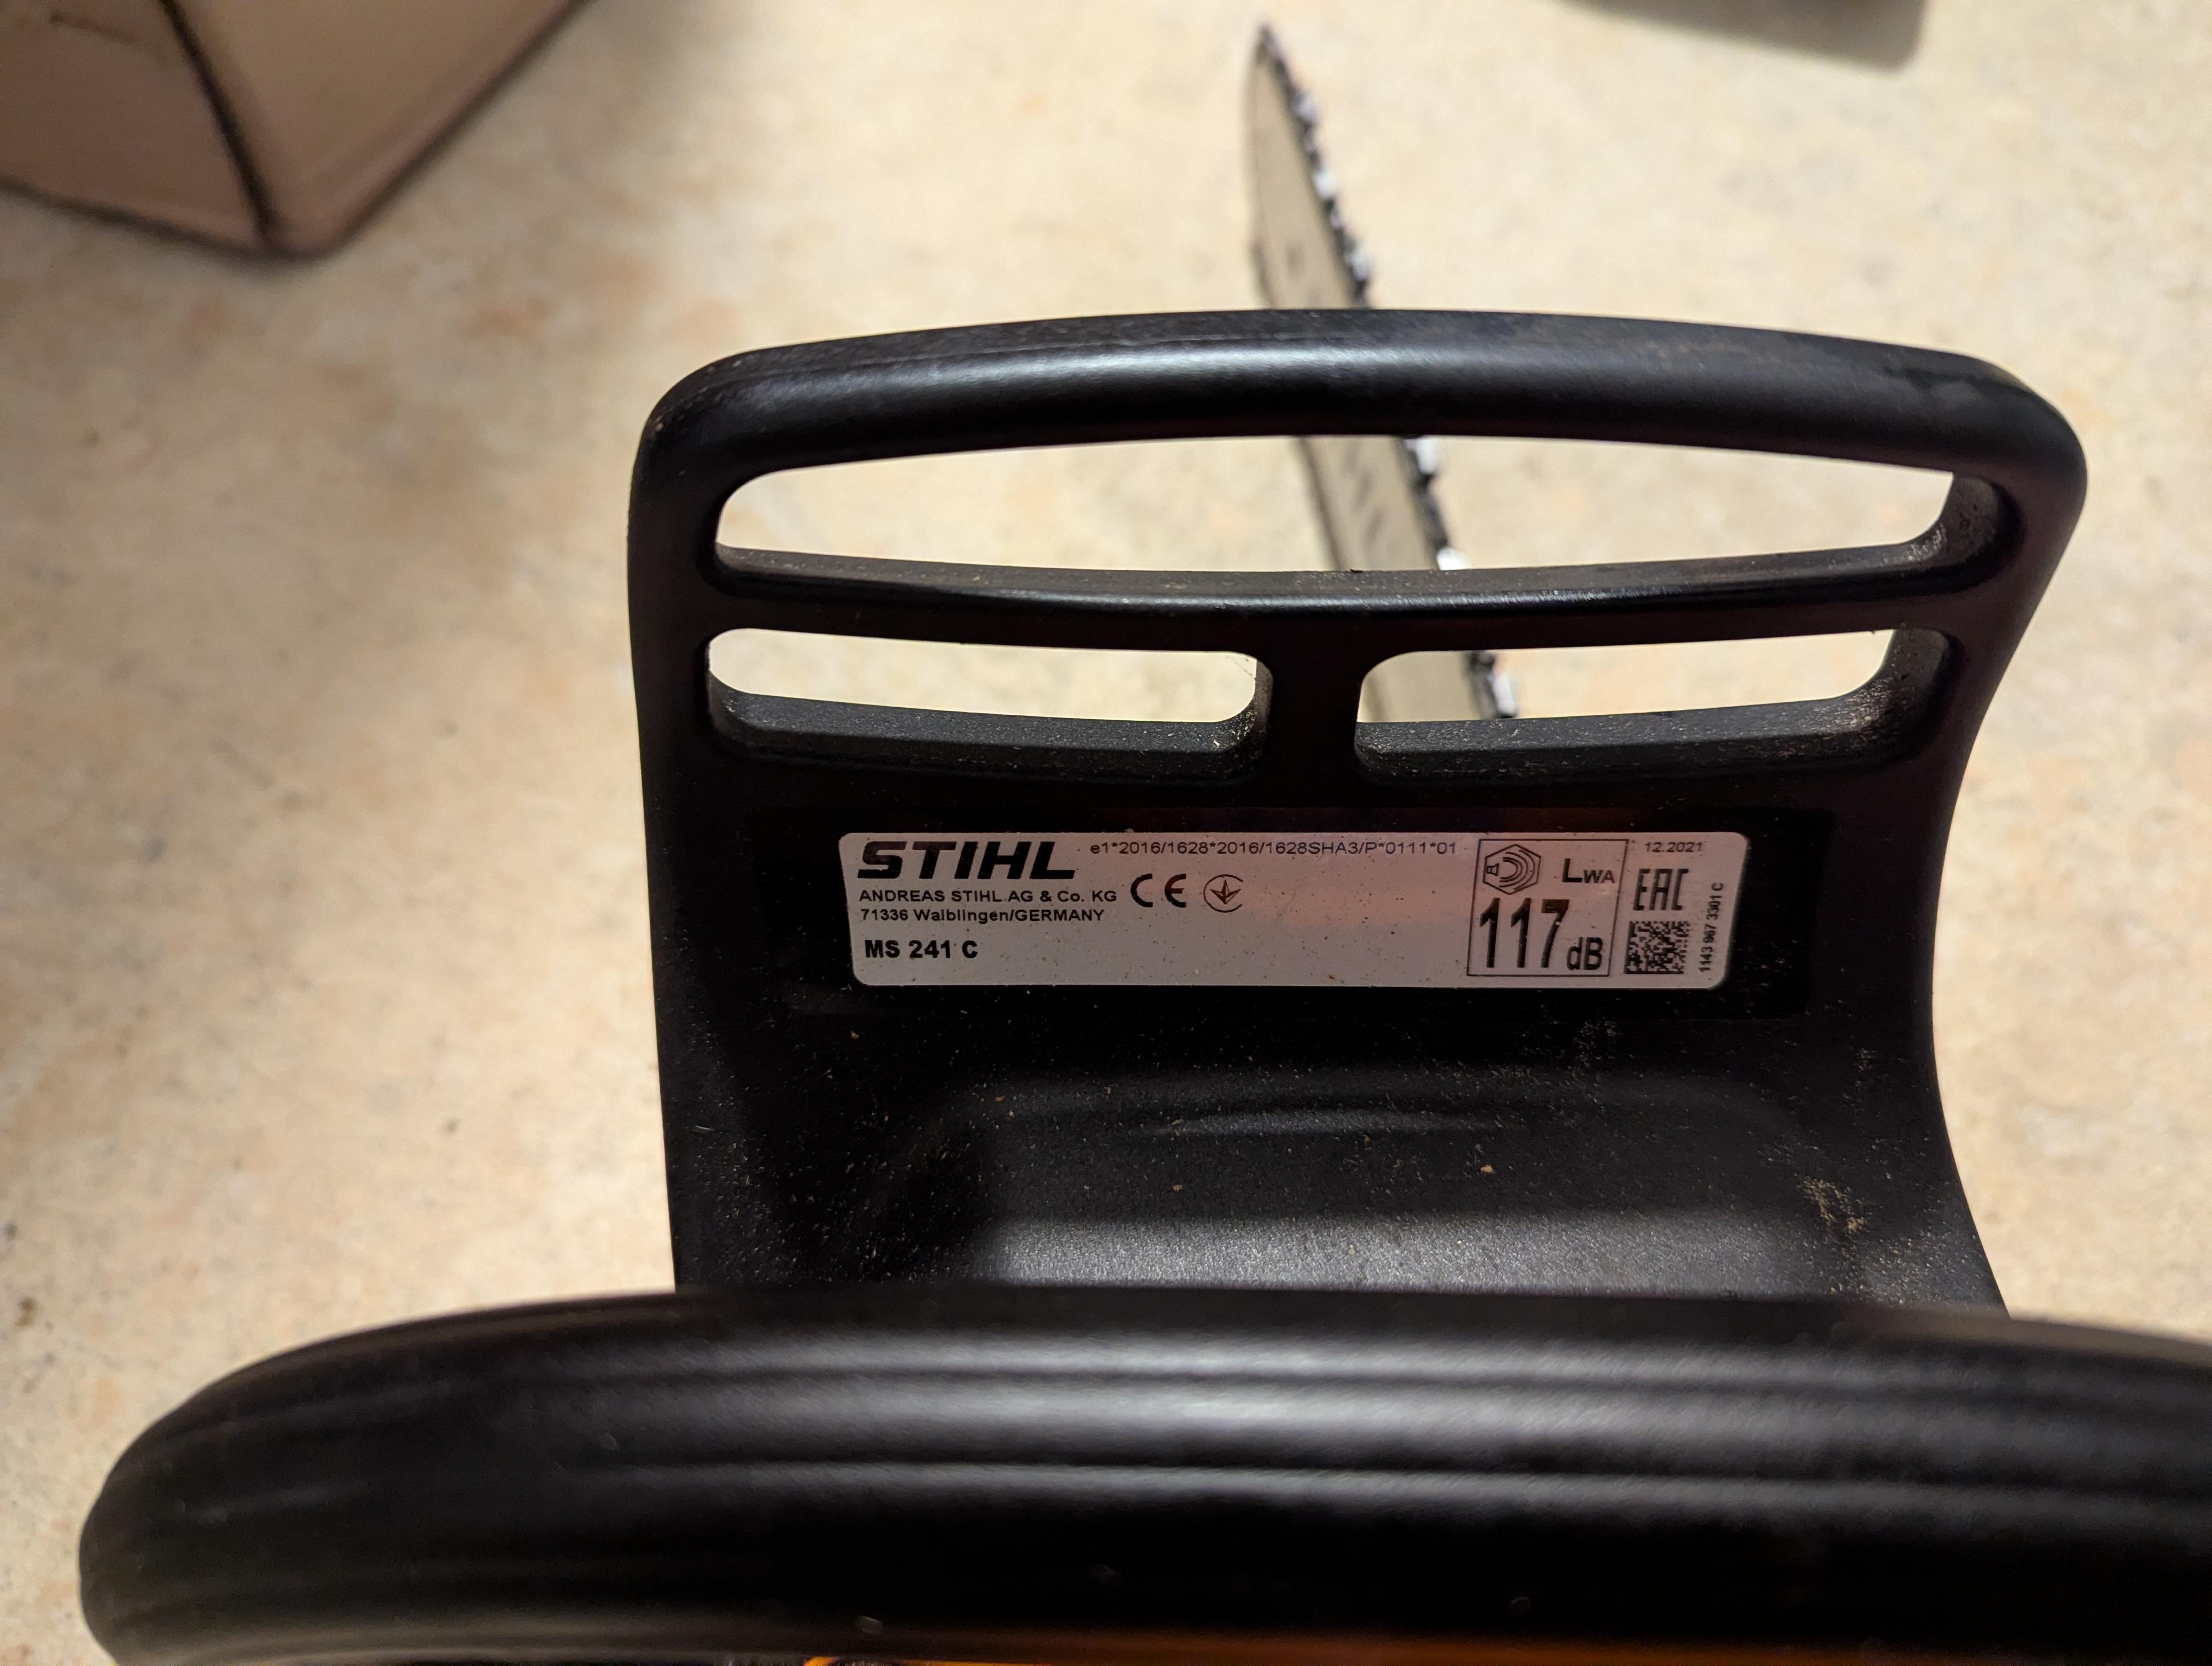 STIHL
e1*2016/1628*2016/1628SHA3/P*0111*01
ANDREAS STIHL AG & Co. KG
71336 Waiblingen/GERMANY
CE
MS 241 C
LWA
117 dB
12.2021
EAC
1143 967 3301 C